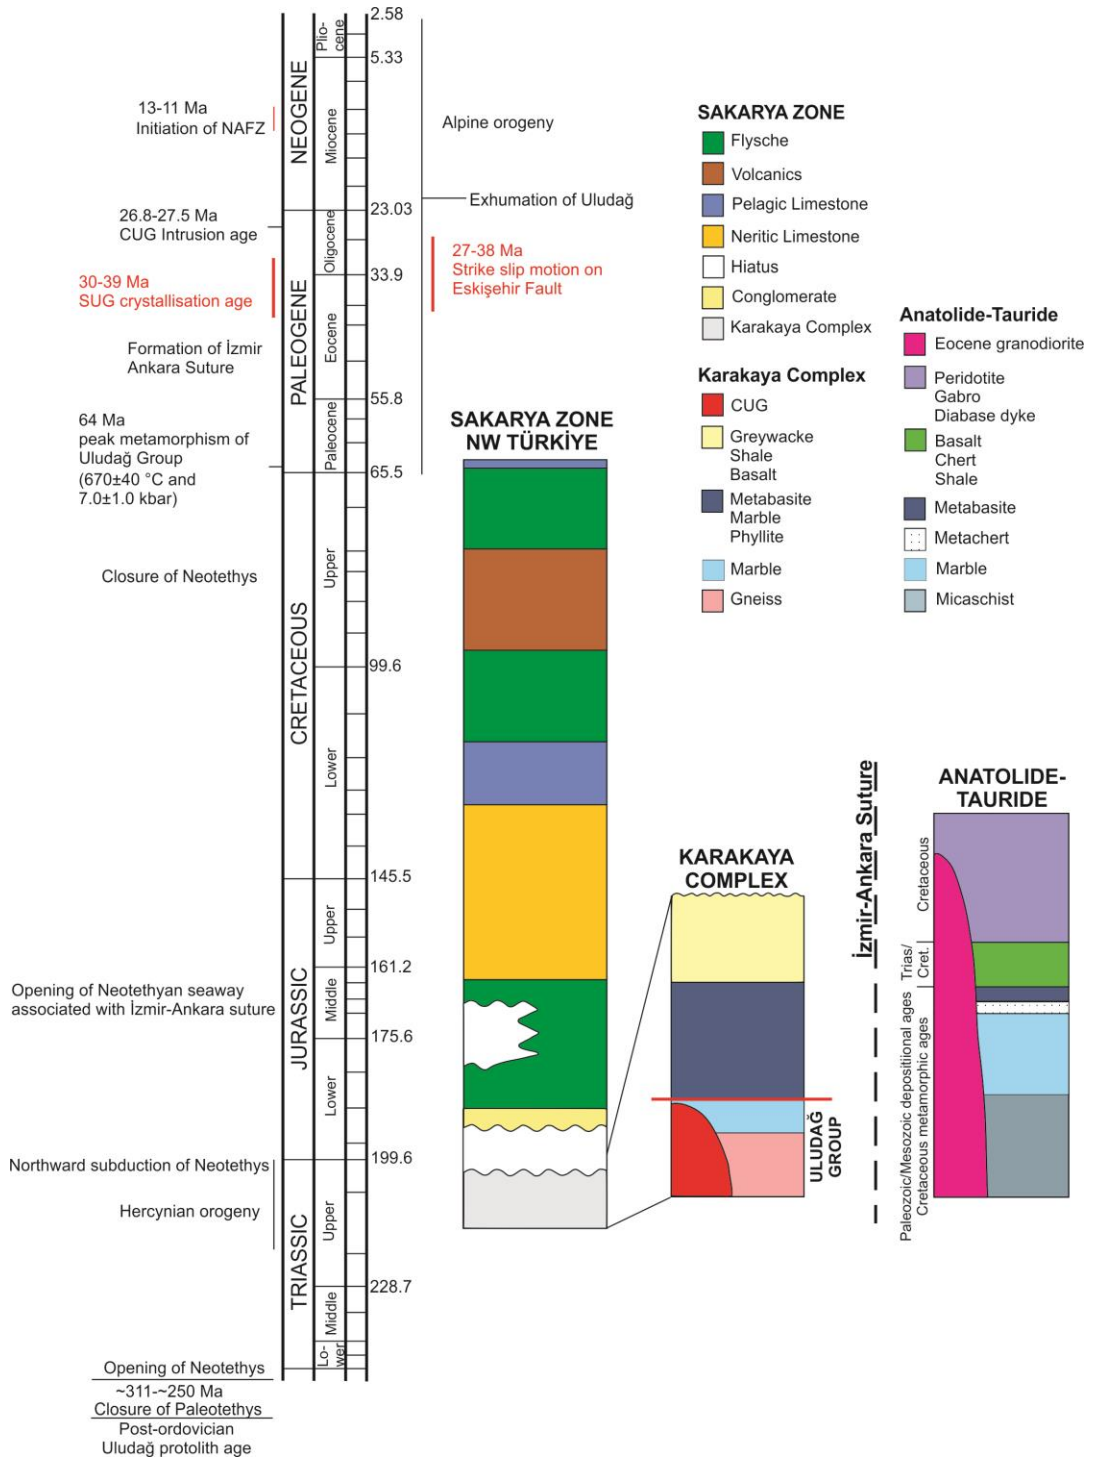 13-11 Ma
Initiation of NAFZ
26.8-27.5 Ma
CUG Intrusion age
30-39 Ma
SUG crystallisation age
Formation of İzmir
Ankara Suture
64 Ma
peak metamorphism of
Uludağ Group
(670±40 °C and
7.0±1.0 kbar)
Closure of Neotethys
Opening of Neotethyan seaway
associated with İzmir-Ankara suture
Northward subduction of Neotethys
Hercynian orogeny
Opening of Neotethys
~311-~250 Ma
Closure of Paleotethys
Post-ordovician
Uludağ protolith age
NEOGENE
PALEOGENE
CRETACEOUS
JURASSIC
TRIASSIC
Plio-
cene
Miocene
Oligocene
Eocene
Paleocene
Upper
Lower
Upper
Middle
Lower
Upper
Middle
Lo-
wer
2.58
5.33
23.03
33.9
55.8
65.5
99.6
145.5
161.2
175.6
199.6
228.7
Alpine orogeny
Exhumation of Uludağ
27-38 Ma
Strike slip motion on
Eskişehir Fault
SAKARYA ZONE
NW TÜRKİYE
SAKARYA ZONE
Flysche
Volcanics
Pelagic Limestone
Neritic Limestone
Hiatus
Conglomerate
Karakaya Complex
Karakaya Complex
CUG
Greywacke
Shale
Basalt
Metabasite
Marble
Phyllite
Marble
Gneiss
Anatolide-Tauride
Eocene granodiorite
Peridotite
Gabro
Diabase dyke
Basalt
Chert
Shale
Metabasite
Metachert
Marble
Micaschist
KARAKAYA
COMPLEX
ULUDAĞ
GROUP
İzmir-Ankara Suture
ANATOLIDE-
TAURIDE
Cretaceous
Trias/
Cret.
Paleozoic/Mesozoic depositiional ages
Cretaceous metamorphic ages